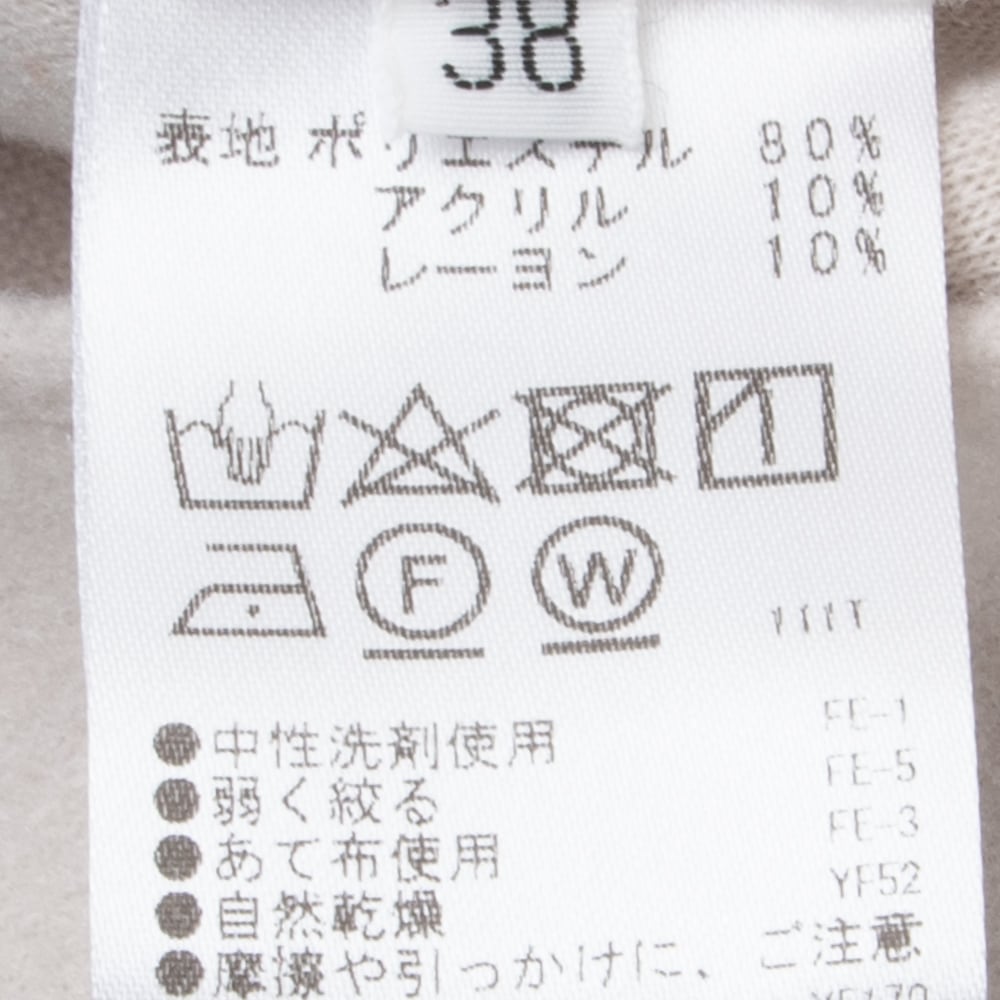 38
表地 ポリエステル 80%
アクリル 10%
レーヨン 10%
F W
FE-1
●中性洗剤使用
FE-5
●弱く絞る
FE-3
●あて布使用
YF52
●自然乾燥
●摩擦や引っかけに、ご注意